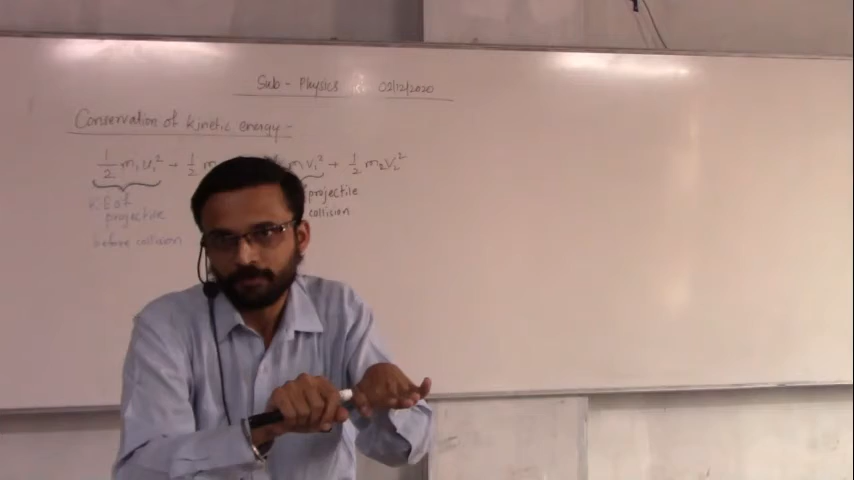 Sub - Physics 02/12/2020
Conservation of kinetic energy -
1/2 m₁u₁² + 1/2 m v₁² + 1/2 m₂v₂²
K.E of projectile
projectile collision
before collision